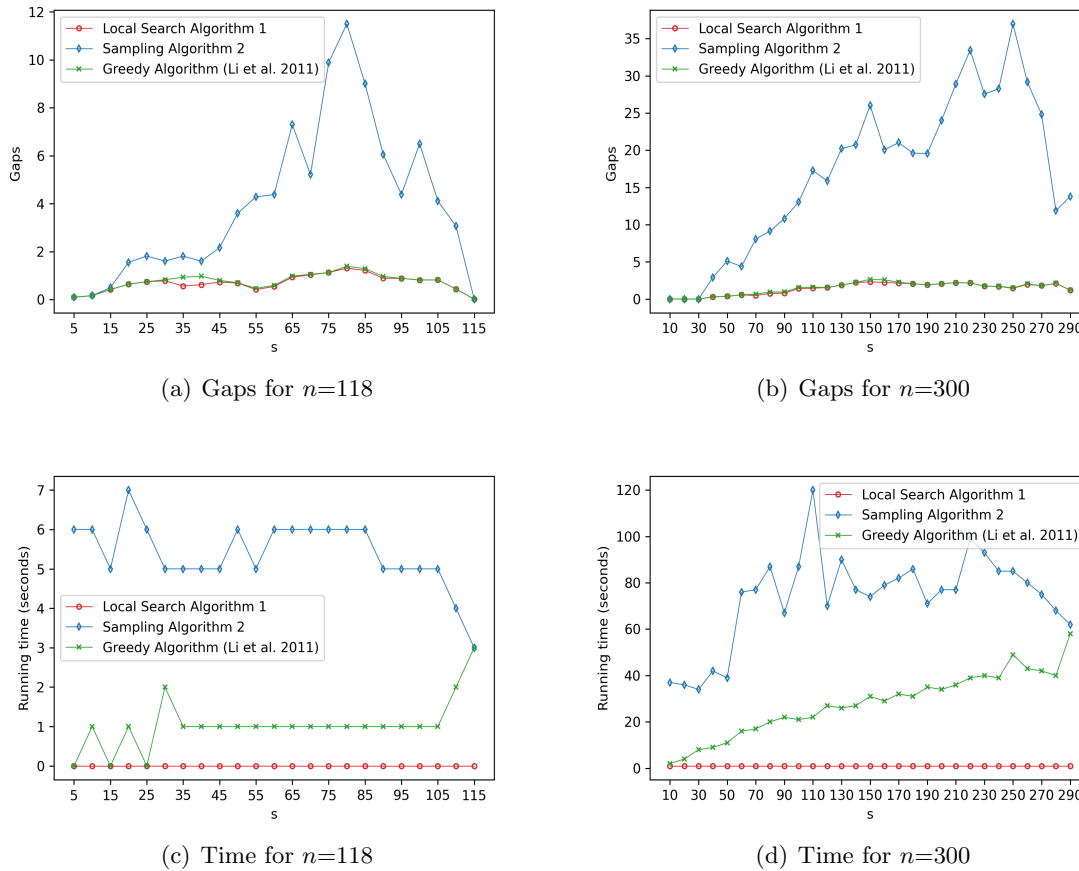 12
10
8
6
4
2
0
Gaps
Local Search Algorithm 1
Sampling Algorithm 2
Greedy Algorithm (Li et al. 2011)
5 15 25 35 45 55 65 75 85 95 105 115
s
(a) Gaps for n=118
35
30
25
20
15
10
5
0
Gaps
Local Search Algorithm 1
Sampling Algorithm 2
Greedy Algorithm (Li et al. 2011)
10 30 50 70 90 110 130 150 170 190 210 230 250 270 290
s
(b) Gaps for n=300
7
6
5
4
3
2
1
0
Running time (seconds)
Local Search Algorithm 1
Sampling Algorithm 2
Greedy Algorithm (Li et al. 2011)
5 15 25 35 45 55 65 75 85 95 105 115
s
(c) Time for n=118
120
100
80
60
40
20
0
Running time (seconds)
Local Search Algorithm 1
Sampling Algorithm 2
Greedy Algorithm (Li et al. 2011)
10 30 50 70 90 110 130 150 170 190 210 230 250 270 290
s
(d) Time for n=300